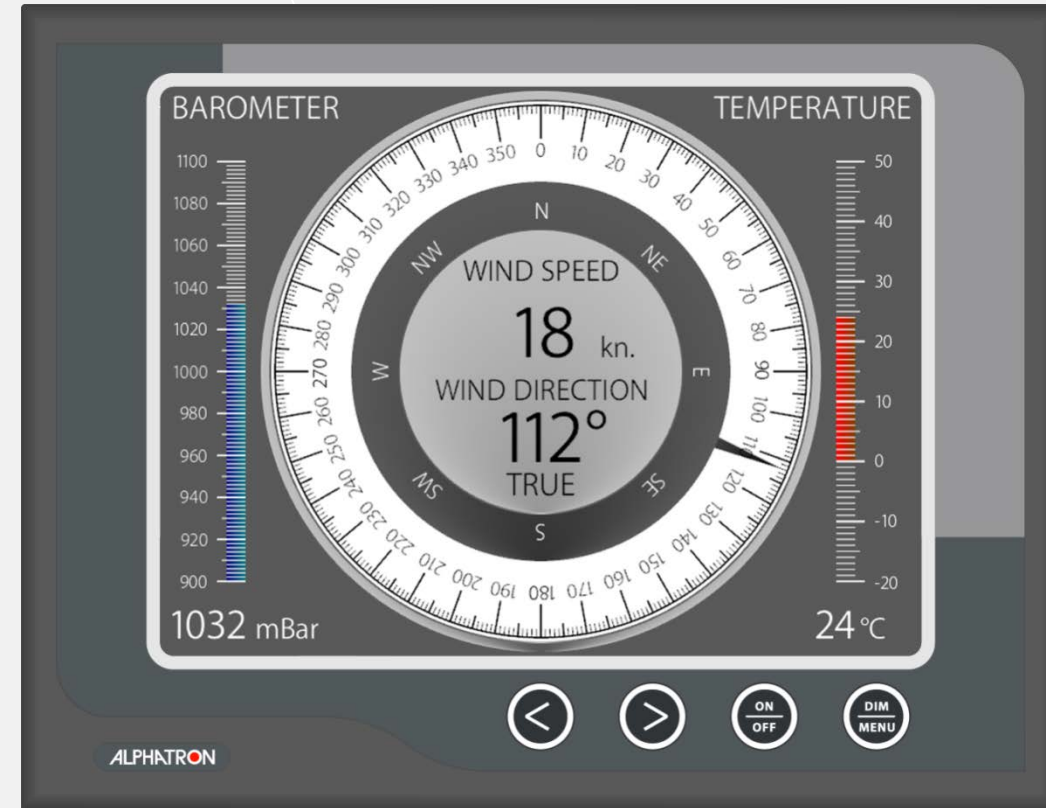 BAROMETER
TEMPERATURE
1100
1080
1060
1040
1020
1000
980
960
940
920
900
1032 mBar
0
10
20
30
40
50
60
70
80
90
100
110
120
130
140
150
160
170
180
190
200
210
220
230
240
250
260
270
280
290
300
310
320
330
340
350
N
NE
E
SE
S
SW
W
NW
WIND SPEED
18 kn.
WIND DIRECTION
112°
TRUE
50
40
30
20
10
0
-10
-20
24 °C
<
>
ON
OFF
DIM
MENU
ALPHATRON